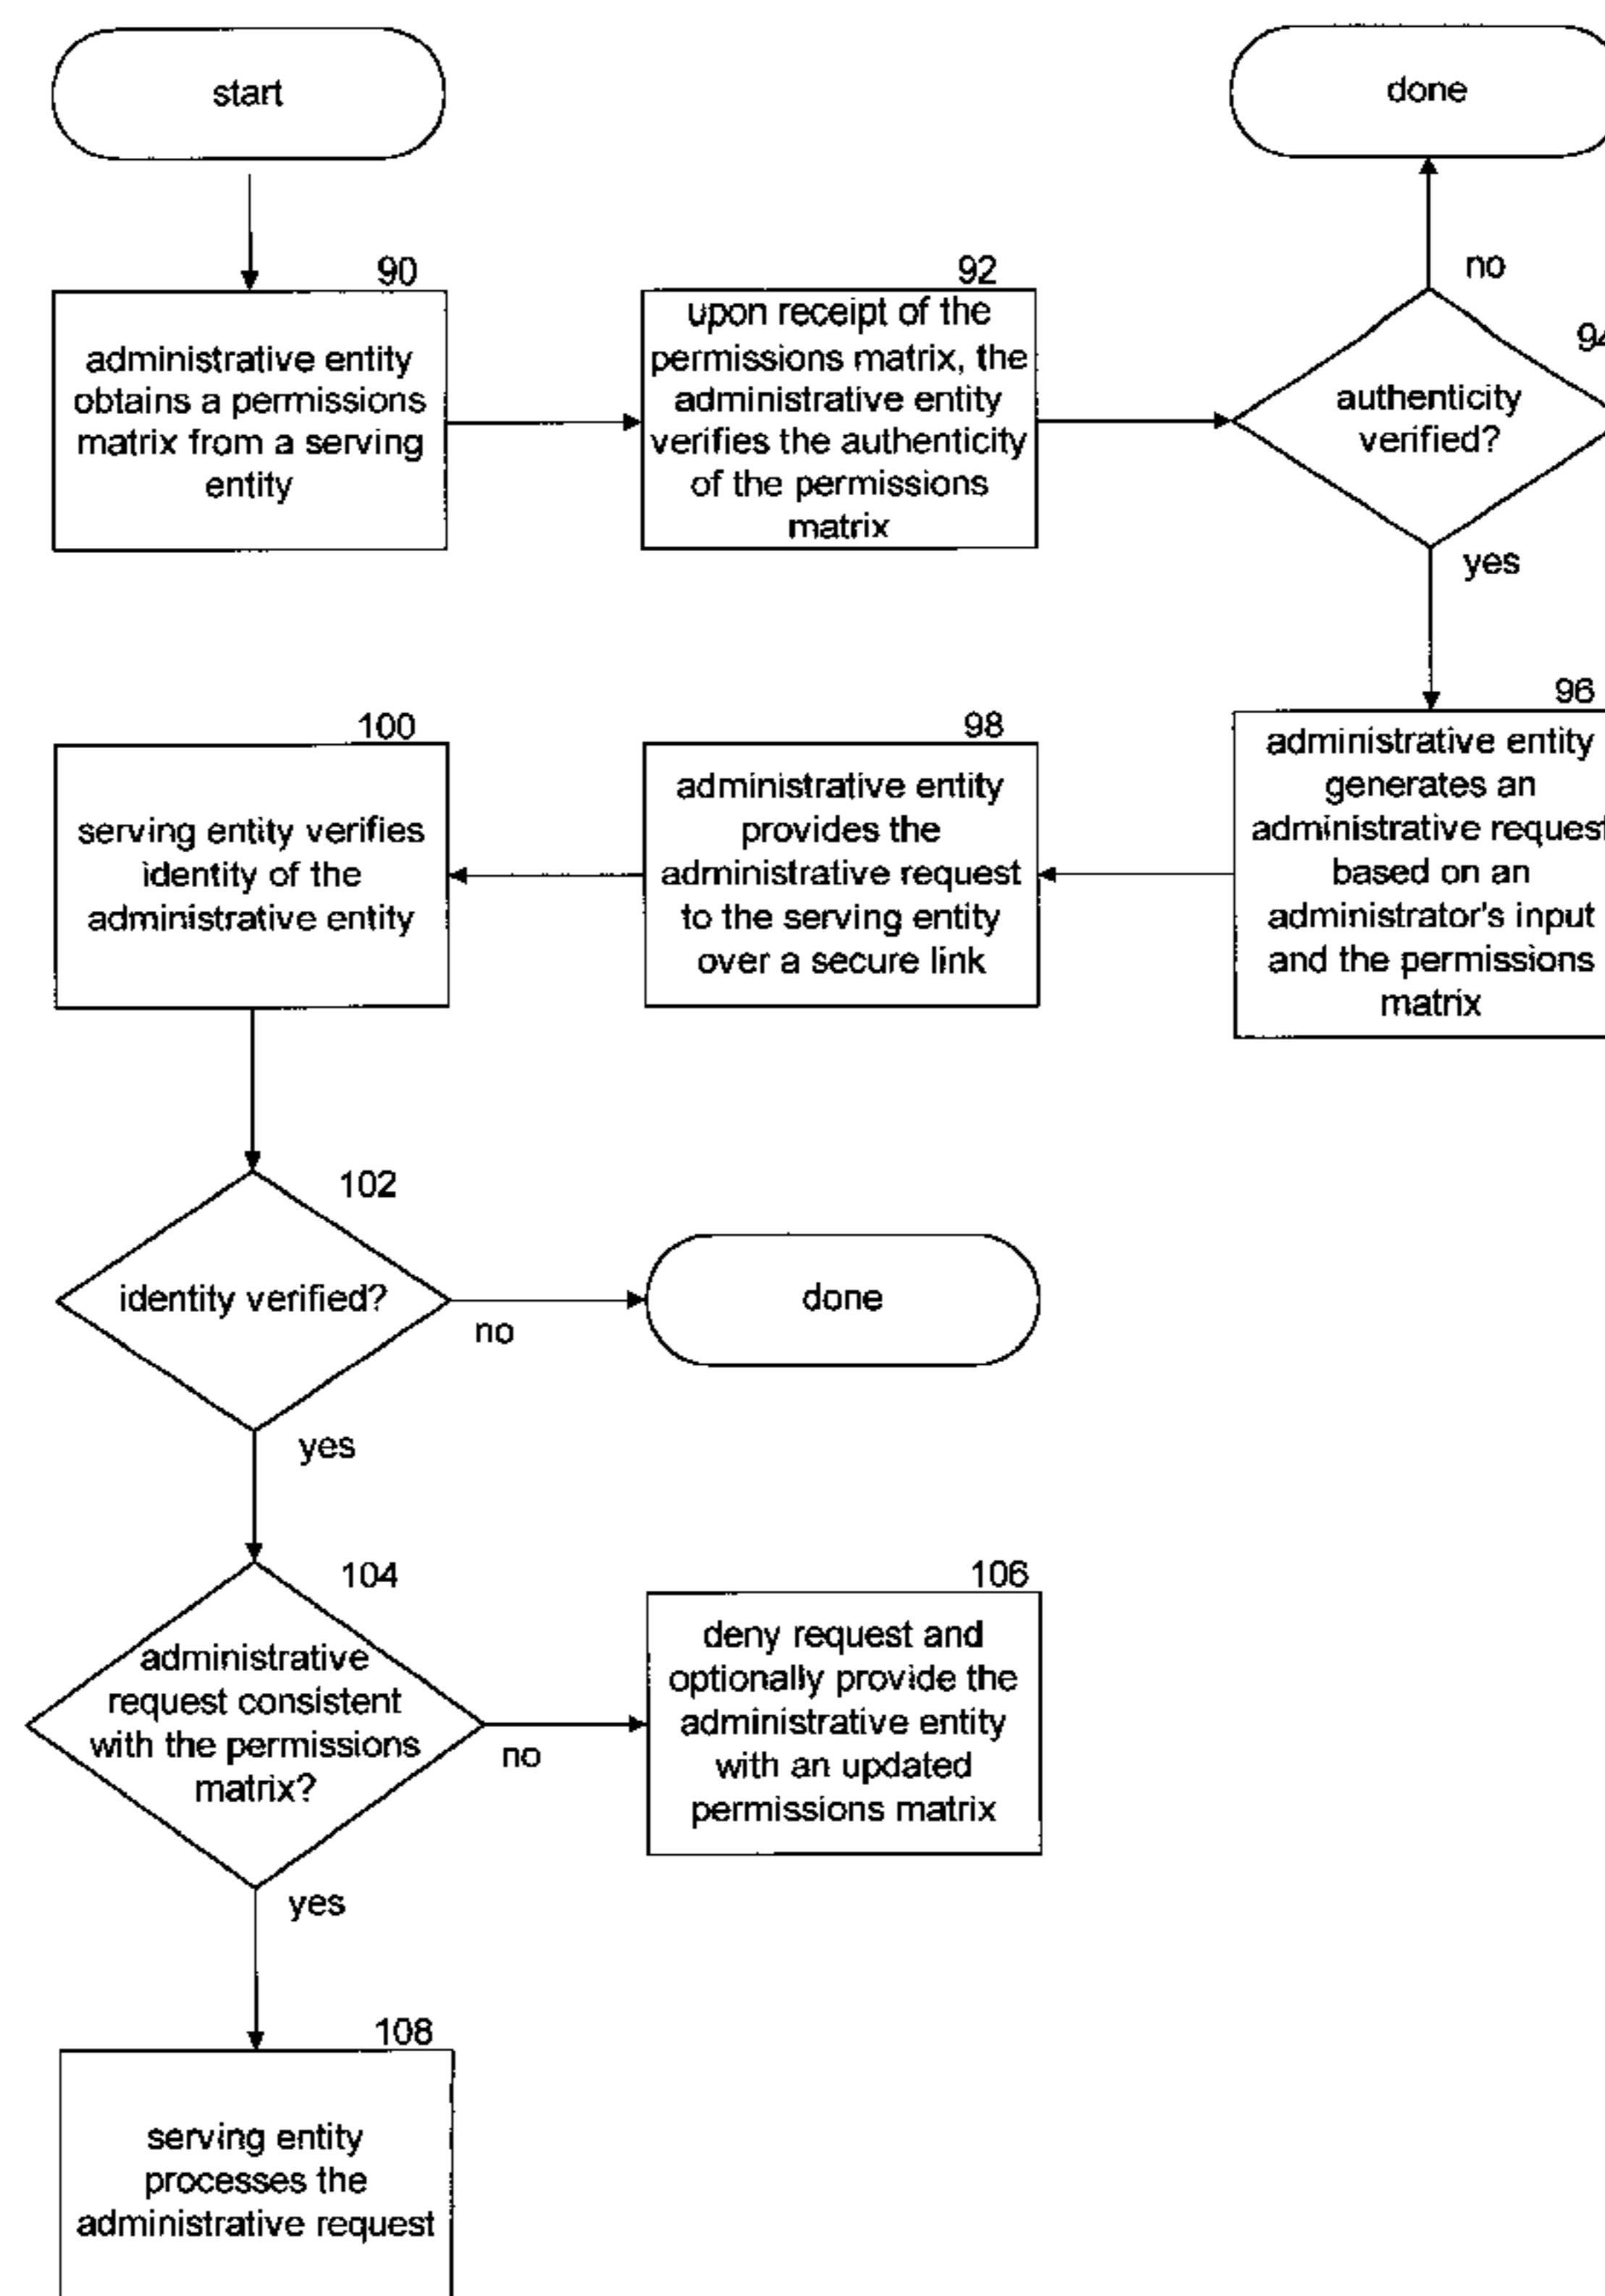 start
90
administrative entity
obtains a permissions
matrix from a serving
entity
92
upon receipt of the
permissions matrix, the
administrative entity
verifies the authenticity
of the permissions
matrix
done
no
94
authenticity
verified?
yes
96
administrative entity
generates an
administrative request
based on an
administrator's input
and the permissions
matrix
98
administrative entity
provides the
administrative request
to the serving entity
over a secure link
100
serving entity verifies
identity of the
administrative entity
102
identity verified?
no
done
yes
104
administrative
request consistent
with the permissions
matrix?
no
106
deny request and
optionally provide the
administrative entity
with an updated
permissions matrix
yes
108
serving entity
processes the
administrative request